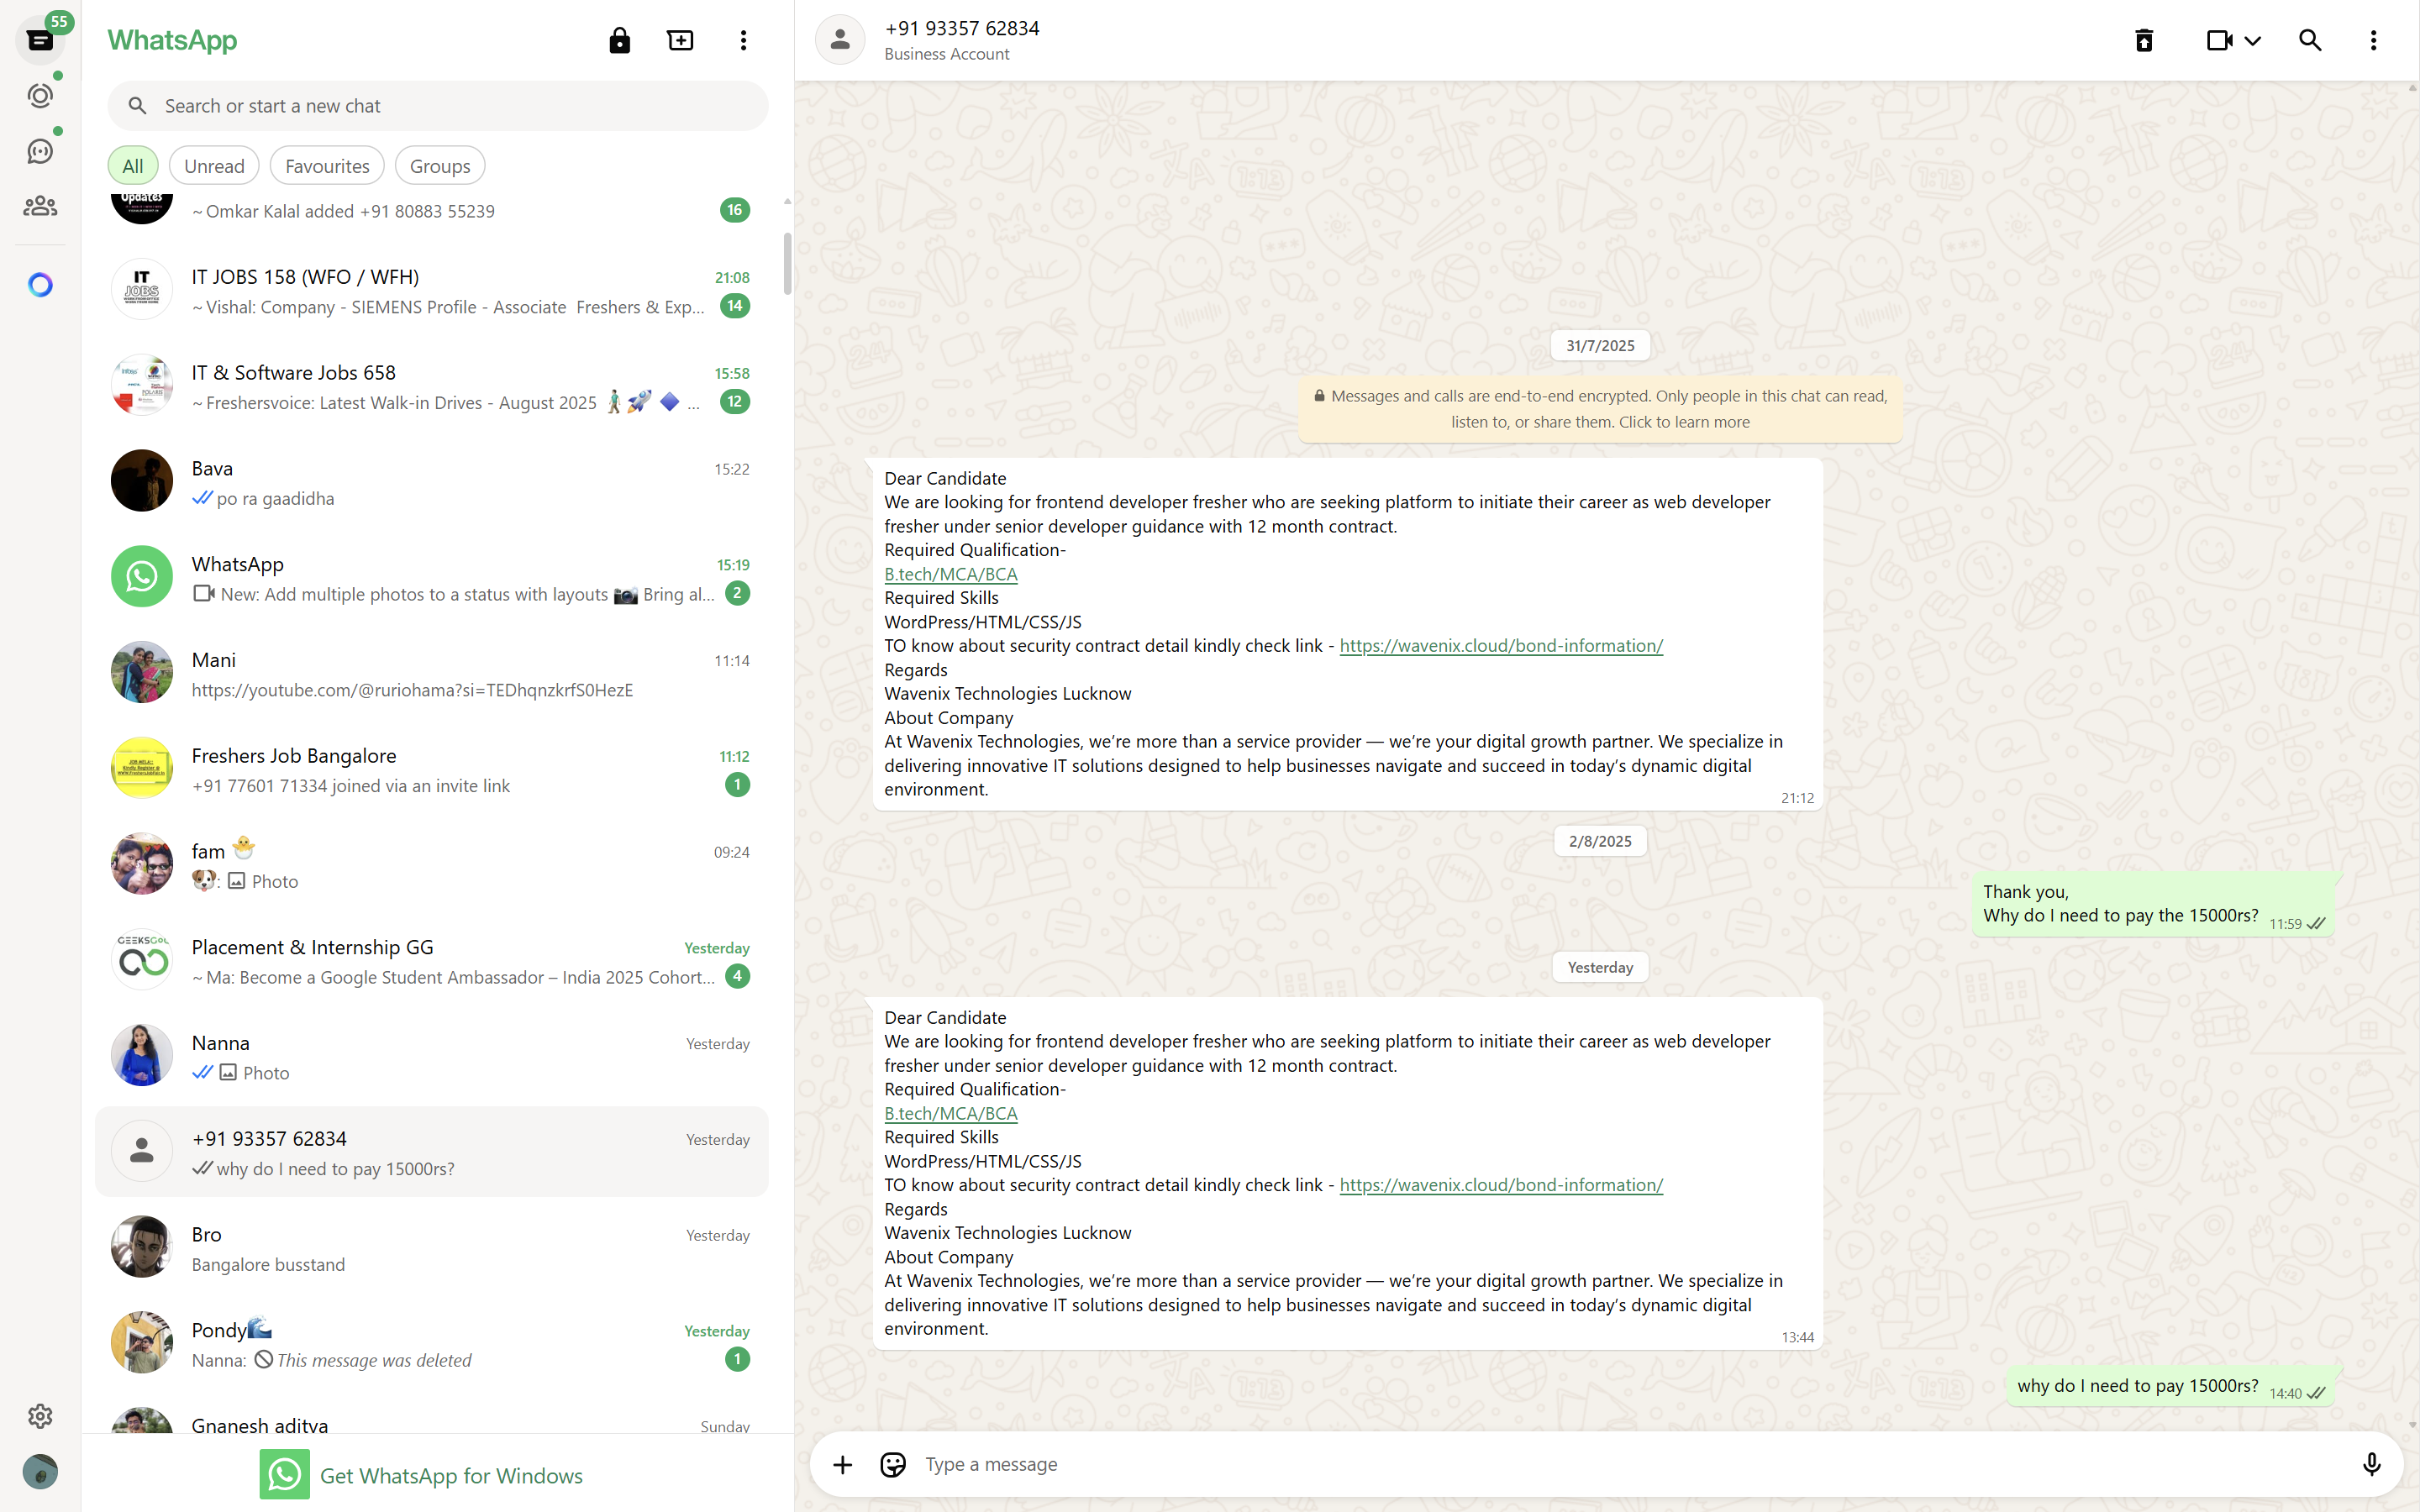 55
WhatsApp
Search or start a new chat
All
Unread
Favourites
Groups
Updates
~ Omkar Kalal added +91 80883 55239
16
IT JOBS
IT JOBS 158 (WFO / WFH)
21:08
~ Vishal: Company - SIEMENS Profile - Associate Freshers & Exp...
14
IT & Software Jobs 658
15:58
~ Freshersvoice: Latest Walk-in Drives - August 2025 🚶🏻‍♂️🚀 🔷 ...
12
Bava
15:22
po ra gaadidha
WhatsApp
15:19
New: Add multiple photos to a status with layouts 📷 Bring al...
2
Mani
11:14
https://youtube.com/@ruriohama?si=TEDhqnzkrfS0HezE
Freshers Job Bangalore
11:12
+91 77601 71334 joined via an invite link
1
fam 🐣
09:24
🐶: Photo
Placement & Internship GG
Yesterday
~ Ma: Become a Google Student Ambassador – India 2025 Cohort...
4
Nanna
Yesterday
Photo
+91 93357 62834
Yesterday
why do I need to pay 15000rs?
Bro
Yesterday
Bangalore busstand
Pondy🌊
Yesterday
Nanna: This message was deleted
1
Gnanesh aditya
Sunday
Get WhatsApp for Windows
+91 93357 62834
Business Account
31/7/2025
Messages and calls are end-to-end encrypted. Only people in this chat can read,
listen to, or share them. Click to learn more
Dear Candidate
We are looking for frontend developer fresher who are seeking platform to initiate their career as web developer
fresher under senior developer guidance with 12 month contract.
Required Qualification-
B.tech/MCA/BCA
Required Skills
WordPress/HTML/CSS/JS
TO know about security contract detail kindly check link - https://wavenix.cloud/bond-information/
Regards
Wavenix Technologies Lucknow
About Company
At Wavenix Technologies, we’re more than a service provider — we’re your digital growth partner. We specialize in
delivering innovative IT solutions designed to help businesses navigate and succeed in today’s dynamic digital
environment.
21:12
2/8/2025
Thank you,
Why do I need to pay the 15000rs?
11:59
Yesterday
Dear Candidate
We are looking for frontend developer fresher who are seeking platform to initiate their career as web developer
fresher under senior developer guidance with 12 month contract.
Required Qualification-
B.tech/MCA/BCA
Required Skills
WordPress/HTML/CSS/JS
TO know about security contract detail kindly check link - https://wavenix.cloud/bond-information/
Regards
Wavenix Technologies Lucknow
About Company
At Wavenix Technologies, we’re more than a service provider — we’re your digital growth partner. We specialize in
delivering innovative IT solutions designed to help businesses navigate and succeed in today’s dynamic digital
environment.
13:44
why do I need to pay 15000rs?
14:40
Type a message